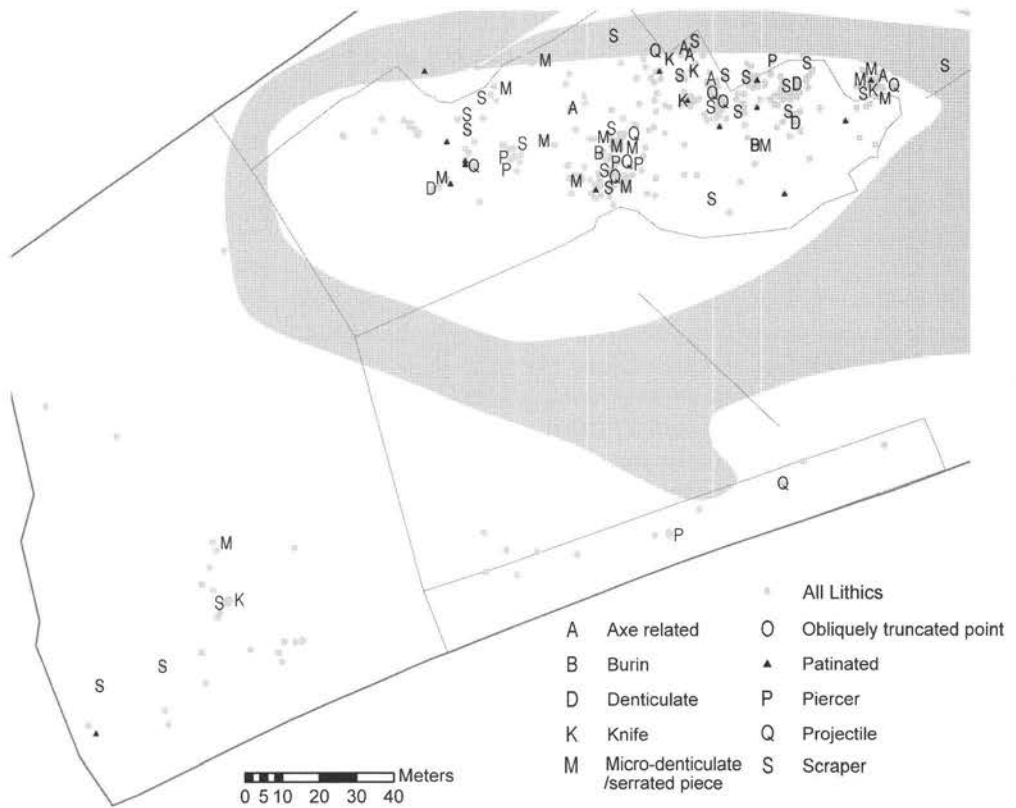 S
S
Q A
A
M K P S
S
K M
S A S S M A
M S D Q
S K
S K Q Q M
A S S S
S
D
S S O
M
S M M M B M
P B
Q P Q P
P S
M M Q
D S M
S
Q
P
M
S K
S
S
All Lithics
A Axe related
O Obliquely truncated point
B Burin
Patinated
D Denticulate
P Piercer
K Knife
Q Projectile
M Micro-denticulate
/serrated piece
S Scraper
Meters
0 5 10 20 30 40